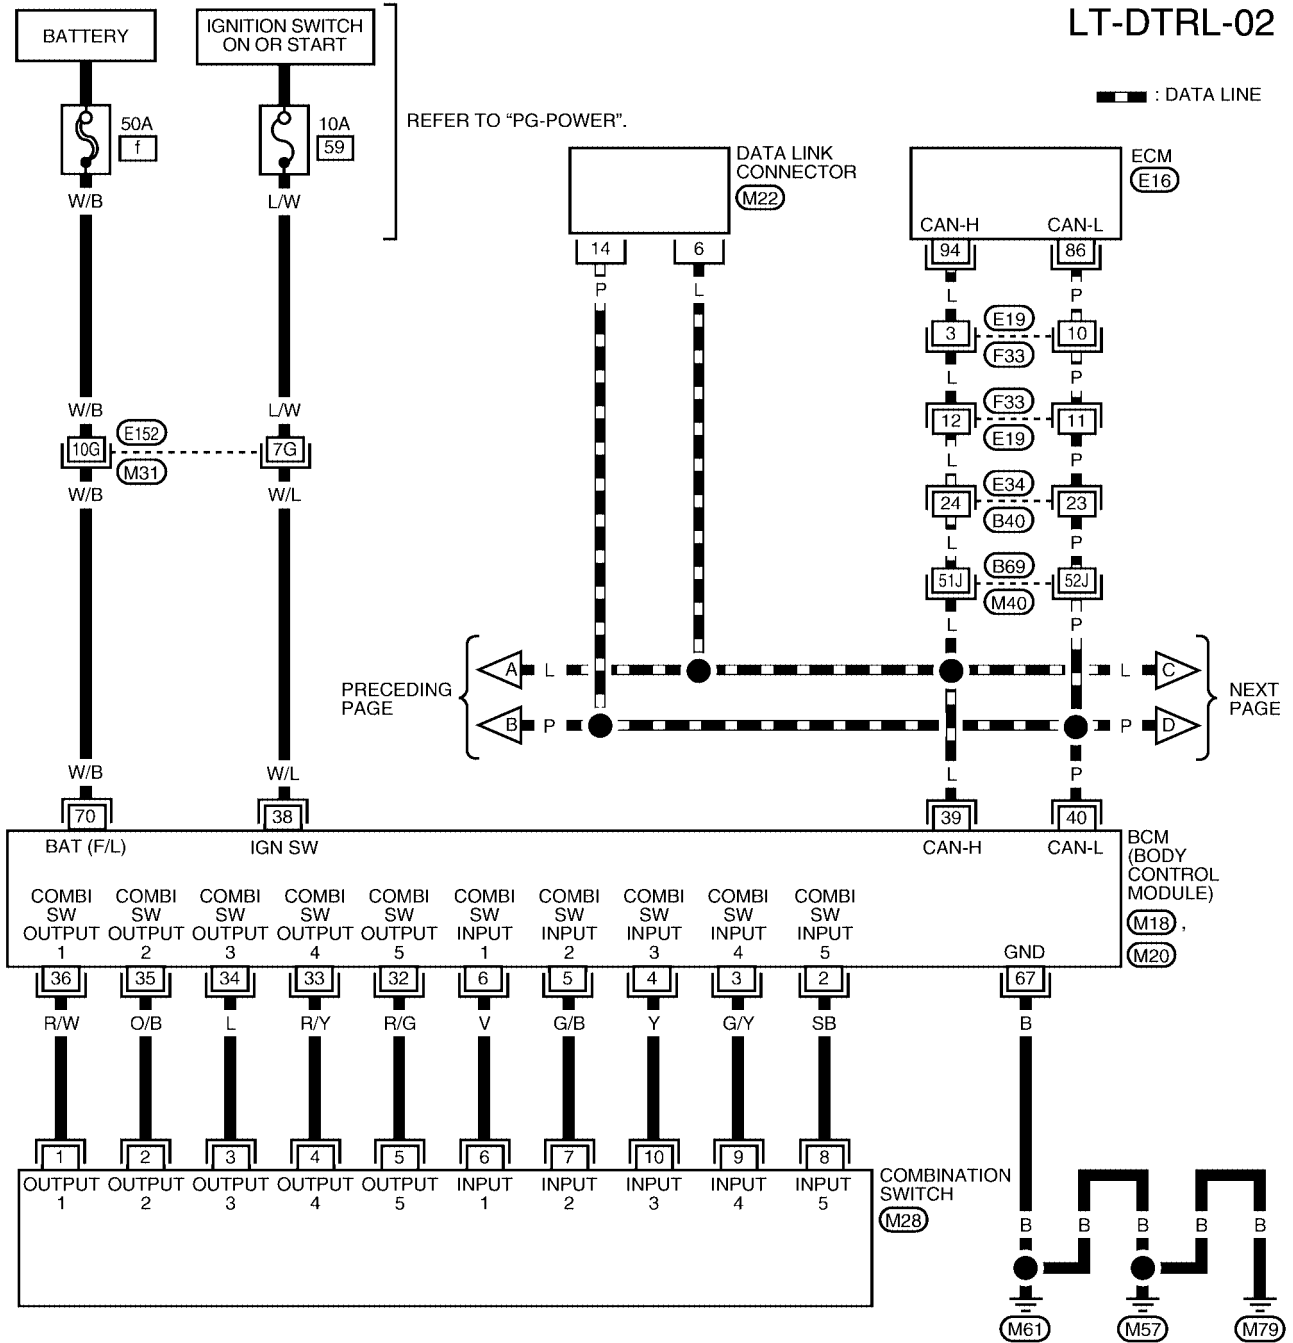 LT-DTRL-02
BATTERY
IGNITION SWITCH
ON OR START
: DATA LINE
50A
f
10A
59
REFER TO “PG-POWER”.
DATA LINK
CONNECTOR
M22
ECM
E16
CAN-H CAN-L
14 6 94 86
W/B L/W
P L L P
3 E19 10
F33
L P
W/B L/W
12 F33 11
E19
10G E152 7G
M31
L P
W/B W/L
24 E34 23
B40
L P
51J B69 52J
M40
L P
PRECEDING
PAGE
A L L C
B P P D
NEXT
PAGE
W/B W/L L P
70 38 39 40
BAT (F/L) IGN SW CAN-H CAN-L
BCM
(BODY
CONTROL
MODULE)
M18 ,
M20
COMBI COMBI COMBI COMBI COMBI COMBI COMBI COMBI COMBI COMBI
SW SW SW SW SW SW SW SW SW SW
OUTPUT OUTPUT OUTPUT OUTPUT OUTPUT INPUT INPUT INPUT INPUT INPUT
1 2 3 4 5 1 2 3 4 5 GND
36 35 34 33 32 6 5 4 3 2 67
R/W O/B L R/Y R/G V G/B Y G/Y SB B
1 2 3 4 5 6 7 10 9 8
OUTPUT OUTPUT OUTPUT OUTPUT OUTPUT INPUT INPUT INPUT INPUT INPUT
1 2 3 4 5 1 2 3 4 5
COMBINATION
SWITCH
M28
B B B B B
M61 M57 M79